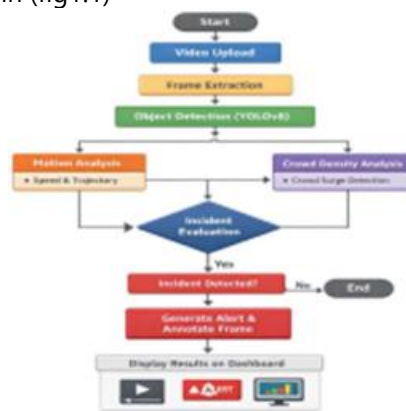 Start
Video Upload
Frame Extraction
Object Detection (YOLOv8)
Motion Analysis
• Speed & Trajectory
Crowd Density Analysis
• Crowd Surge Detection
Incident
Evaluation
Yes
Incident Detected?
No
End
Generate Alert &
Annotate Frame
Display Results on Dashboard